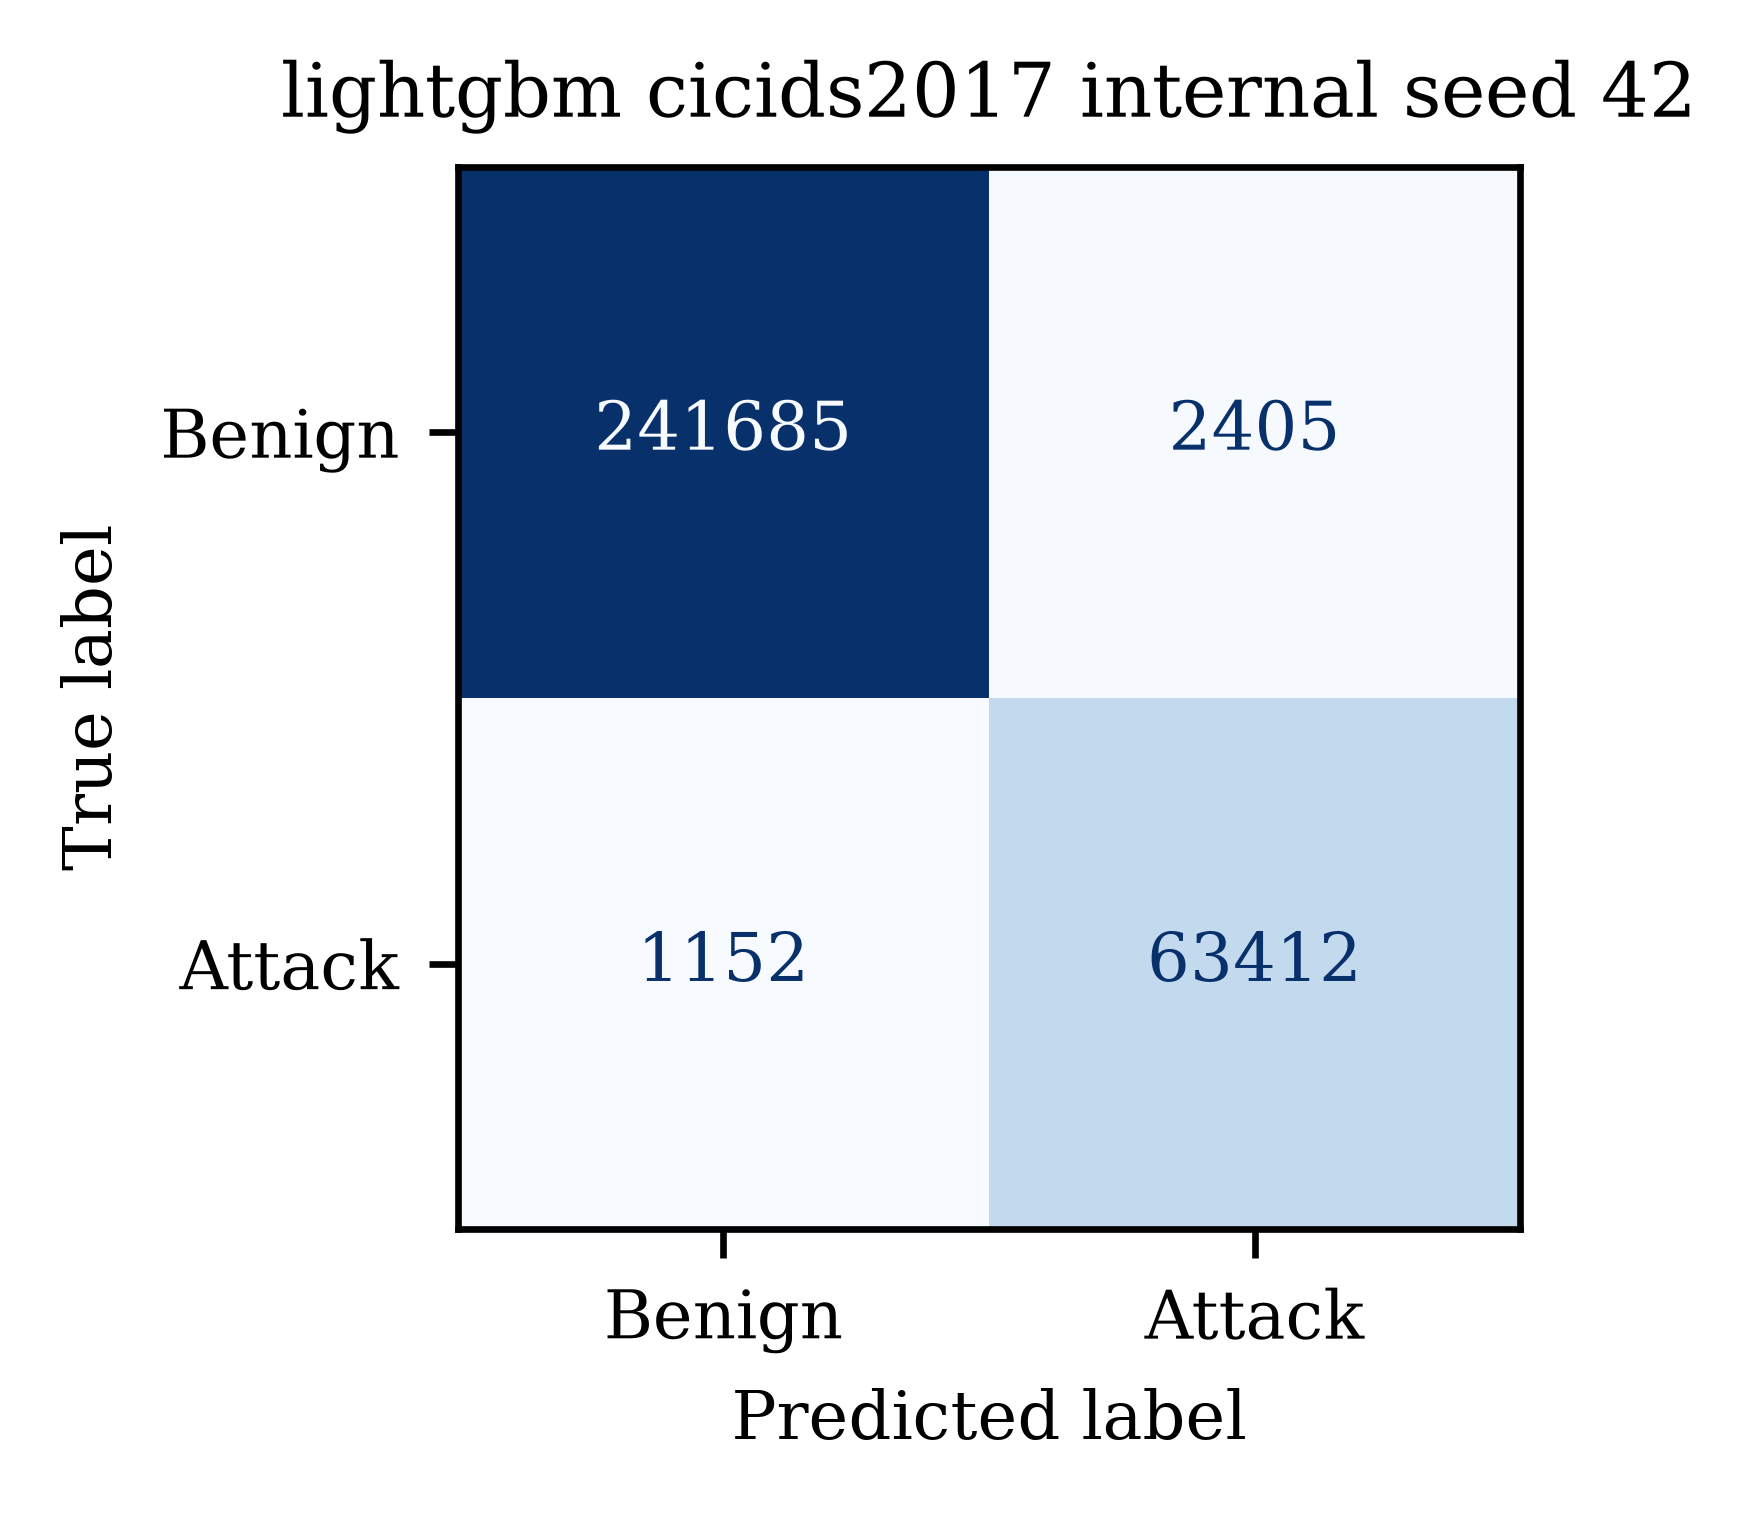 lightgbm cicids2017 internal seed 42
True label
Benign
241685
2405
Attack
1152
63412
Benign
Attack
Predicted label